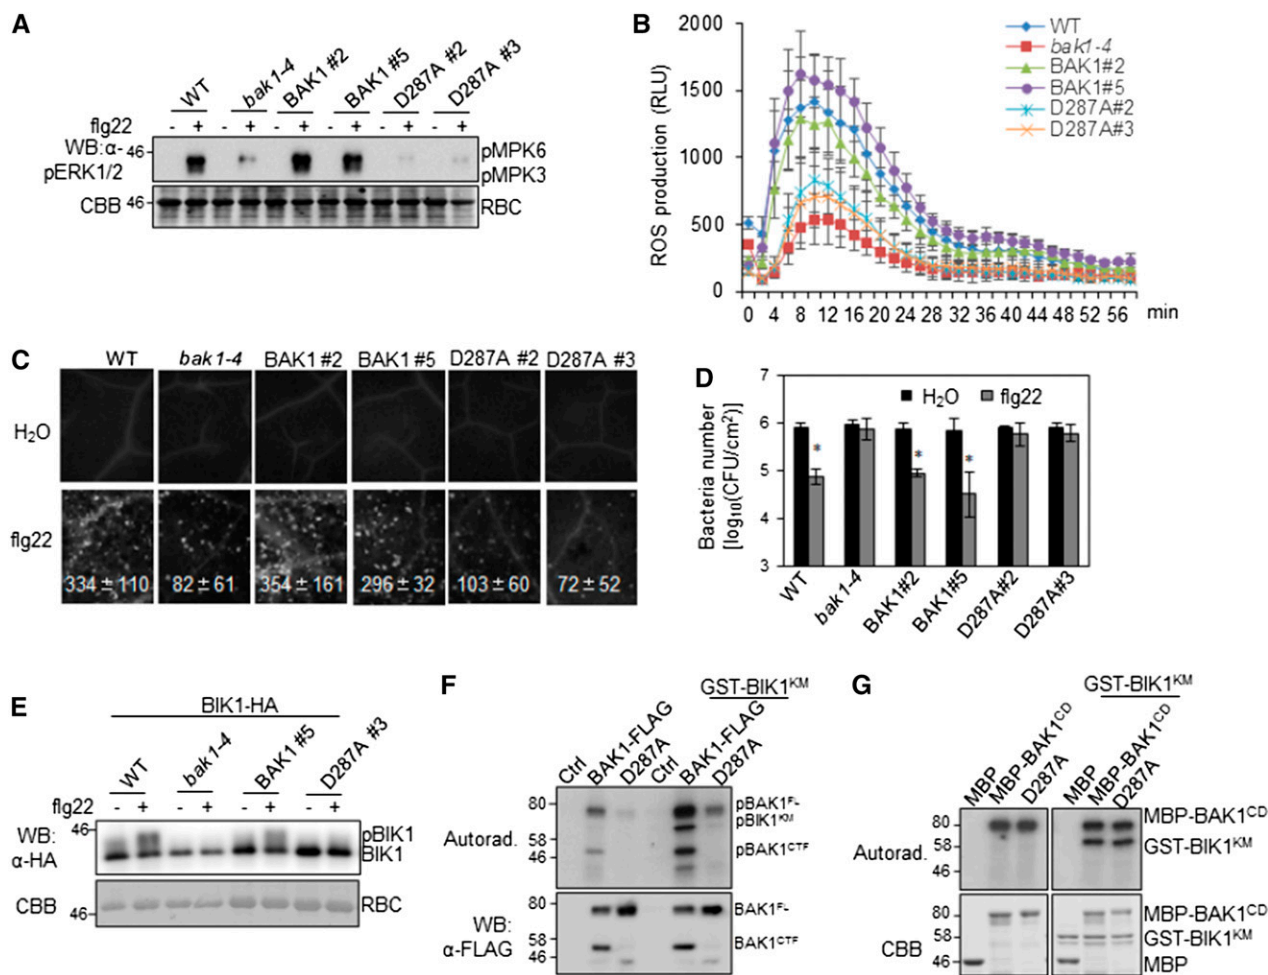 A
WT bak1-4 BAK1 #2 BAK1 #5 D287A #2 D287A #3
flg22 - + - + - + - + - + - +
WB:α- 46
pERK1/2
pMPK6
pMPK3
CBB 46 RBC
B
ROS production (RLU)
2000
1500
1000
500
0
0 4 8 12 16 20 24 28 32 36 40 44 48 52 56 min
WT
bak1-4
BAK1#2
BAK1#5
D287A#2
D287A#3
C
WT bak1-4 BAK1 #2 BAK1 #5 D287A #2 D287A #3
H2O
flg22
334 ± 110 82 ± 61 354 ± 161 296 ± 32 103 ± 60 72 ± 52
D
Bacteria number
[log10(CFU/cm²)]
7
6
5
4
3
H2O flg22
* * *
WT bak1-4 BAK1#2 BAK1#5 D287A#2 D287A#3
E
BIK1-HA
WT bak1-4 BAK1 #5 D287A #3
flg22 - + - + - + - +
WB:
α-HA
46
pBIK1
BIK1
CBB 46 RBC
F
GST-BIK1KM
Ctrl BAK1-FLAG D287A Ctrl BAK1-FLAG D287A
Autorad.
80
58
46
pBAK1FL
pBIK1KM
pBAK1CTF
WB:
α-FLAG
80
58
46
BAK1FL
BAK1CTF
G
GST-BIK1KM
MBP MBP-BAK1CD D287A MBP MBP-BAK1CD D287A
Autorad.
80
58
46
MBP-BAK1CD
GST-BIK1KM
CBB
80
58
46
MBP-BAK1CD
GST-BIK1KM
MBP